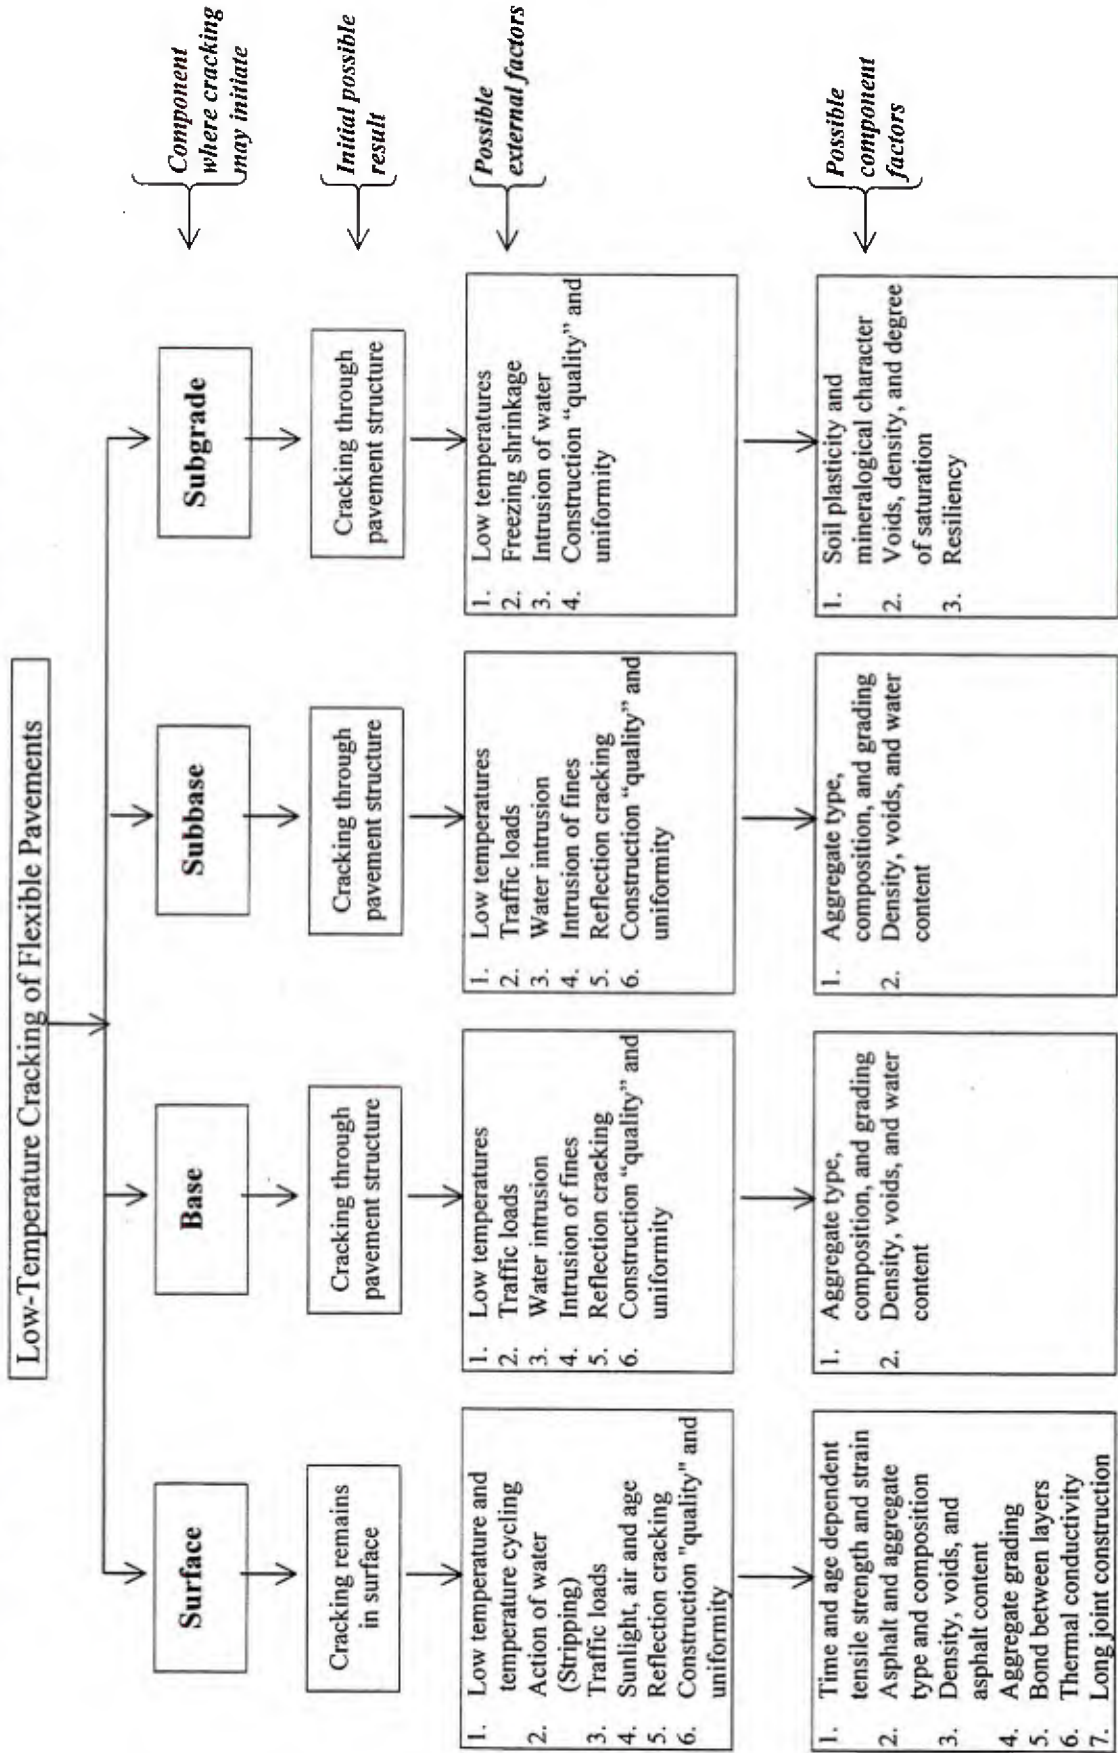 Low-Temperature Cracking of Flexible Pavements
Surface
Base
Subbase
Subgrade
Component
where cracking
may initiate
Cracking remains
in surface
Cracking through
pavement structure
Cracking through
pavement structure
Cracking through
pavement structure
Initial possible
result
1. Low temperature and
temperature cycling
2. Action of water
(Stripping)
3. Traffic loads
4. Sunlight, air and age
5. Reflection cracking
6. Construction "quality" and
uniformity
1. Low temperatures
2. Traffic loads
3. Water intrusion
4. Intrusion of fines
5. Reflection cracking
6. Construction “quality” and
uniformity
1. Low temperatures
2. Traffic loads
3. Water intrusion
4. Intrusion of fines
5. Reflection cracking
6. Construction “quality” and
uniformity
1. Low temperatures
2. Freezing shrinkage
3. Intrusion of water
4. Construction “quality” and
uniformity
Possible
external factors
1. Time and age dependent
tensile strength and strain
2. Asphalt and aggregate
type and composition
3. Density, voids, and
asphalt content
4. Aggregate grading
5. Bond between layers
6. Thermal conductivity
7. Long joint construction
1. Aggregate type,
composition, and grading
2. Density, voids, and water
content
1. Aggregate type,
composition, and grading
2. Density, voids, and water
content
1. Soil plasticity and
mineralogical character
2. Voids, density, and degree
of saturation
3. Resiliency
Possible
component
factors